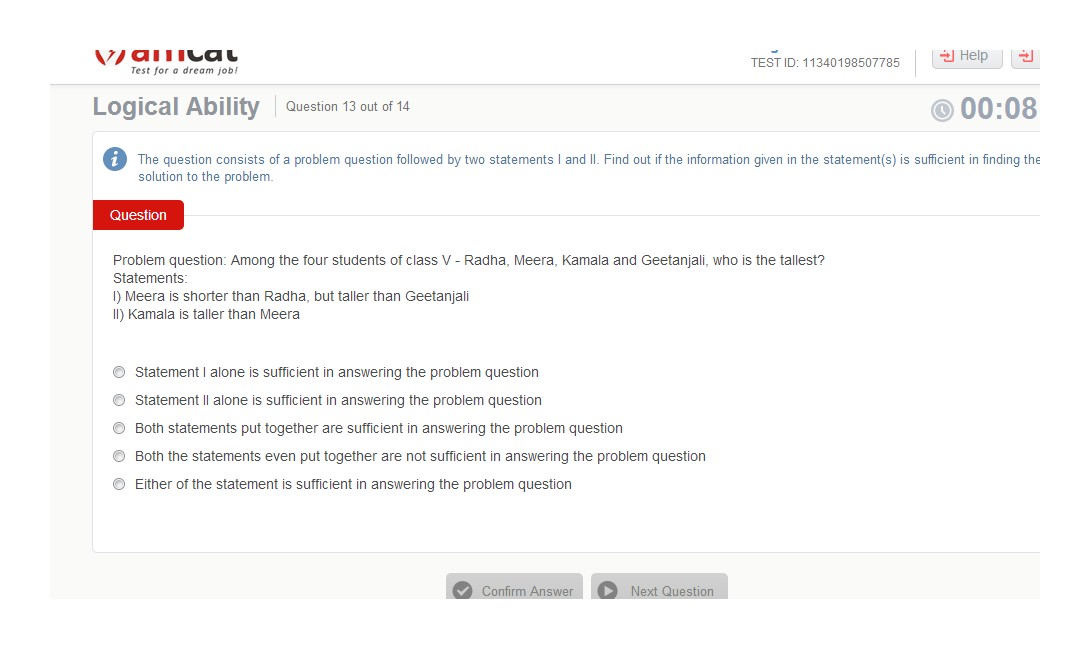 amcat
Test for a dream job!
TEST ID: 11340198507785
Help
Logical Ability
Question 13 out of 14
00:08
The question consists of a problem question followed by two statements I and II. Find out if the information given in the statement(s) is sufficient in finding the
solution to the problem.
Question
Problem question: Among the four students of class V - Radha, Meera, Kamala and Geetanjali, who is the tallest?
Statements:
I) Meera is shorter than Radha, but taller than Geetanjali
II) Kamala is taller than Meera
Statement I alone is sufficient in answering the problem question
Statement II alone is sufficient in answering the problem question
Both statements put together are sufficient in answering the problem question
Both the statements even put together are not sufficient in answering the problem question
Either of the statement is sufficient in answering the problem question
Confirm Answer
Next Question